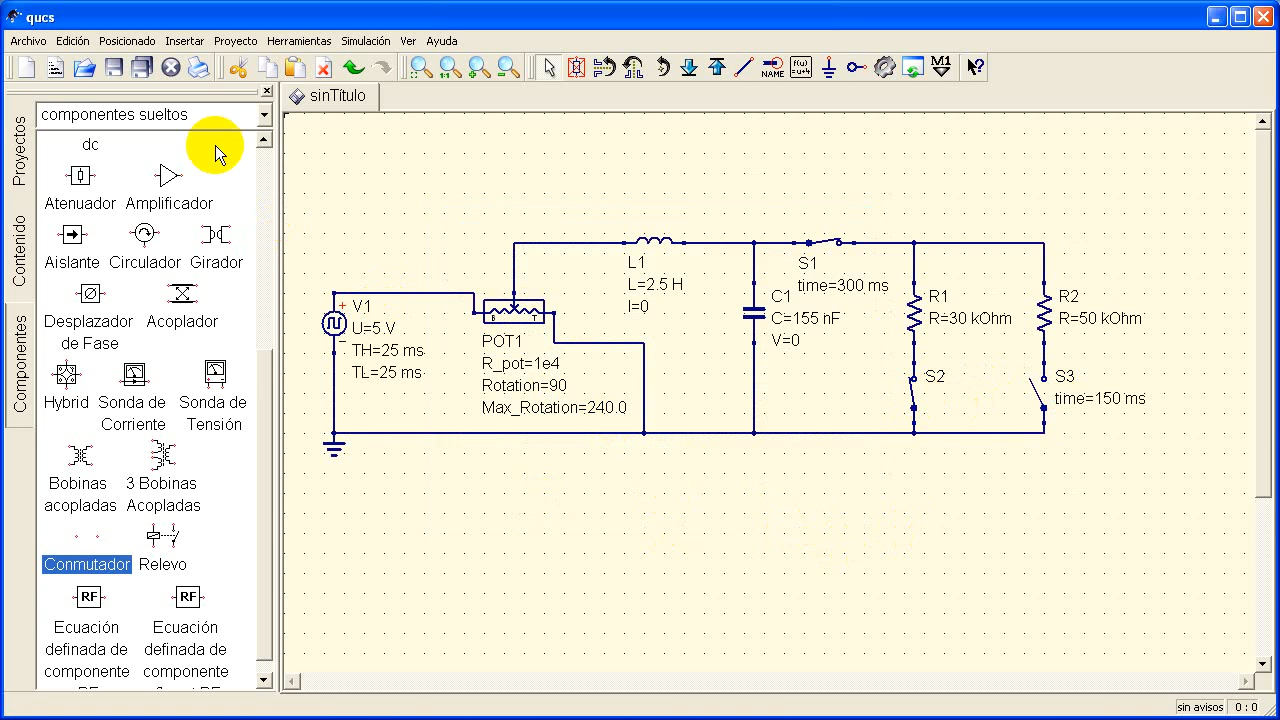 qucs
Archivo Edición Posicionado Insertar Proyecto Herramientas Simulación Ver Ayuda
NAME
f(ω)
M1
Proyectos
Contenido
Componentes
componentes sueltos
dc
Atenuador Amplificador
Aislante Circulador Girador
Desplazador Acoplador
de Fase
Hybrid Sonda de Sonda de
Corriente Tensión
Bobinas 3 Bobinas
acopladas Acopladas
Conmutador Relevo
RF RF
Ecuación Ecuación
definada de definada de
componente componente
sinTítulo
V1
U=5 V
TH=25 ms
TL=25 ms
B T
POT1
R_pot=1e4
Rotation=90
Max_Rotation=240.0
L1
L=2.5 H
I=0
C1
C=155 nF
V=0
S1
time=300 ms
R1
R=30 kOhm
R2
R=50 kOhm
S2
S3
time=150 ms
sin avisos 0 : 0